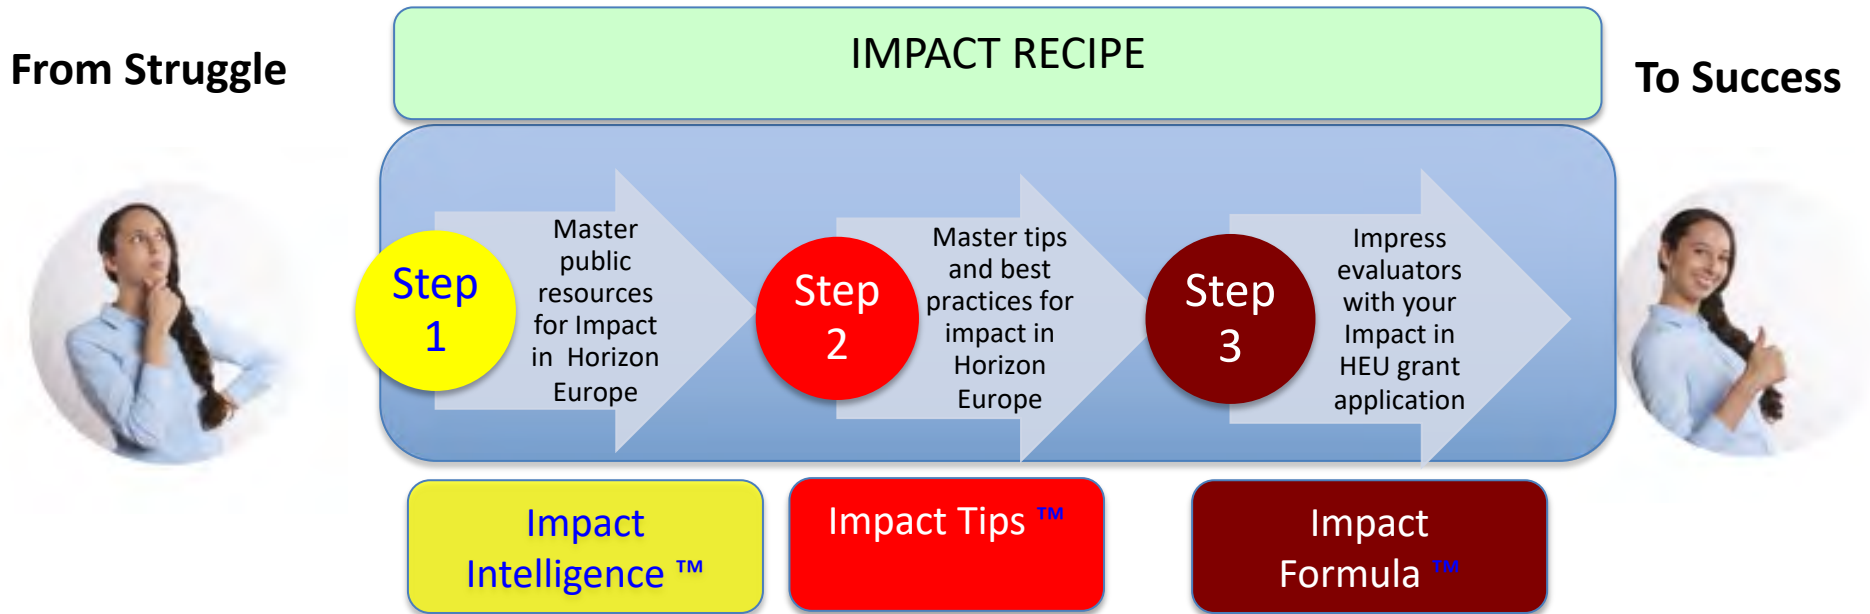 From Struggle
IMPACT RECIPE
To Success
Step
1
Master
public
resources
for Impact
in Horizon
Europe
Step
2
Master tips
and best
practices for
impact in
Horizon
Europe
Step
3
Impress
evaluators
with your
Impact in
HEU grant
application
Impact
Intelligence ™
Impact Tips ™
Impact
Formula ™